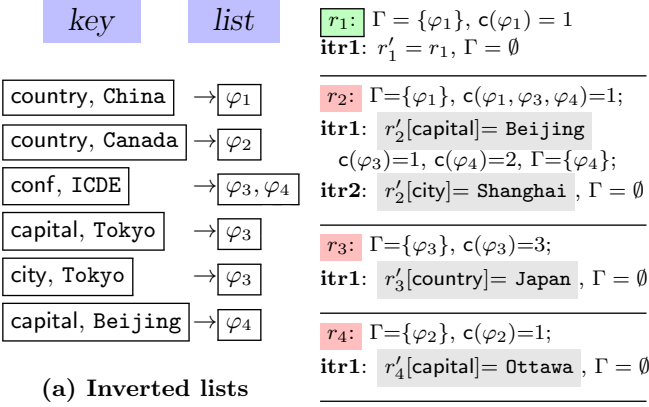 key list
country, China → φ1
country, Canada → φ2
conf, ICDE → φ3, φ4
capital, Tokyo → φ3
city, Tokyo → φ3
capital, Beijing → φ4
(a) Inverted lists
r1: Γ = {φ1}, c(φ1) = 1
itr1: r′1 = r1, Γ = ∅
r2: Γ={φ1}, c(φ1, φ3, φ4)=1;
itr1: r′2[capital]= Beijing
c(φ3)=1, c(φ4)=2, Γ={φ4};
itr2: r′2[city]= Shanghai , Γ = ∅
r3: Γ={φ3}, c(φ3)=3;
itr1: r′3[country]= Japan , Γ = ∅
r4: Γ={φ2}, c(φ2)=1;
itr1: r′4[capital]= Ottawa , Γ = ∅